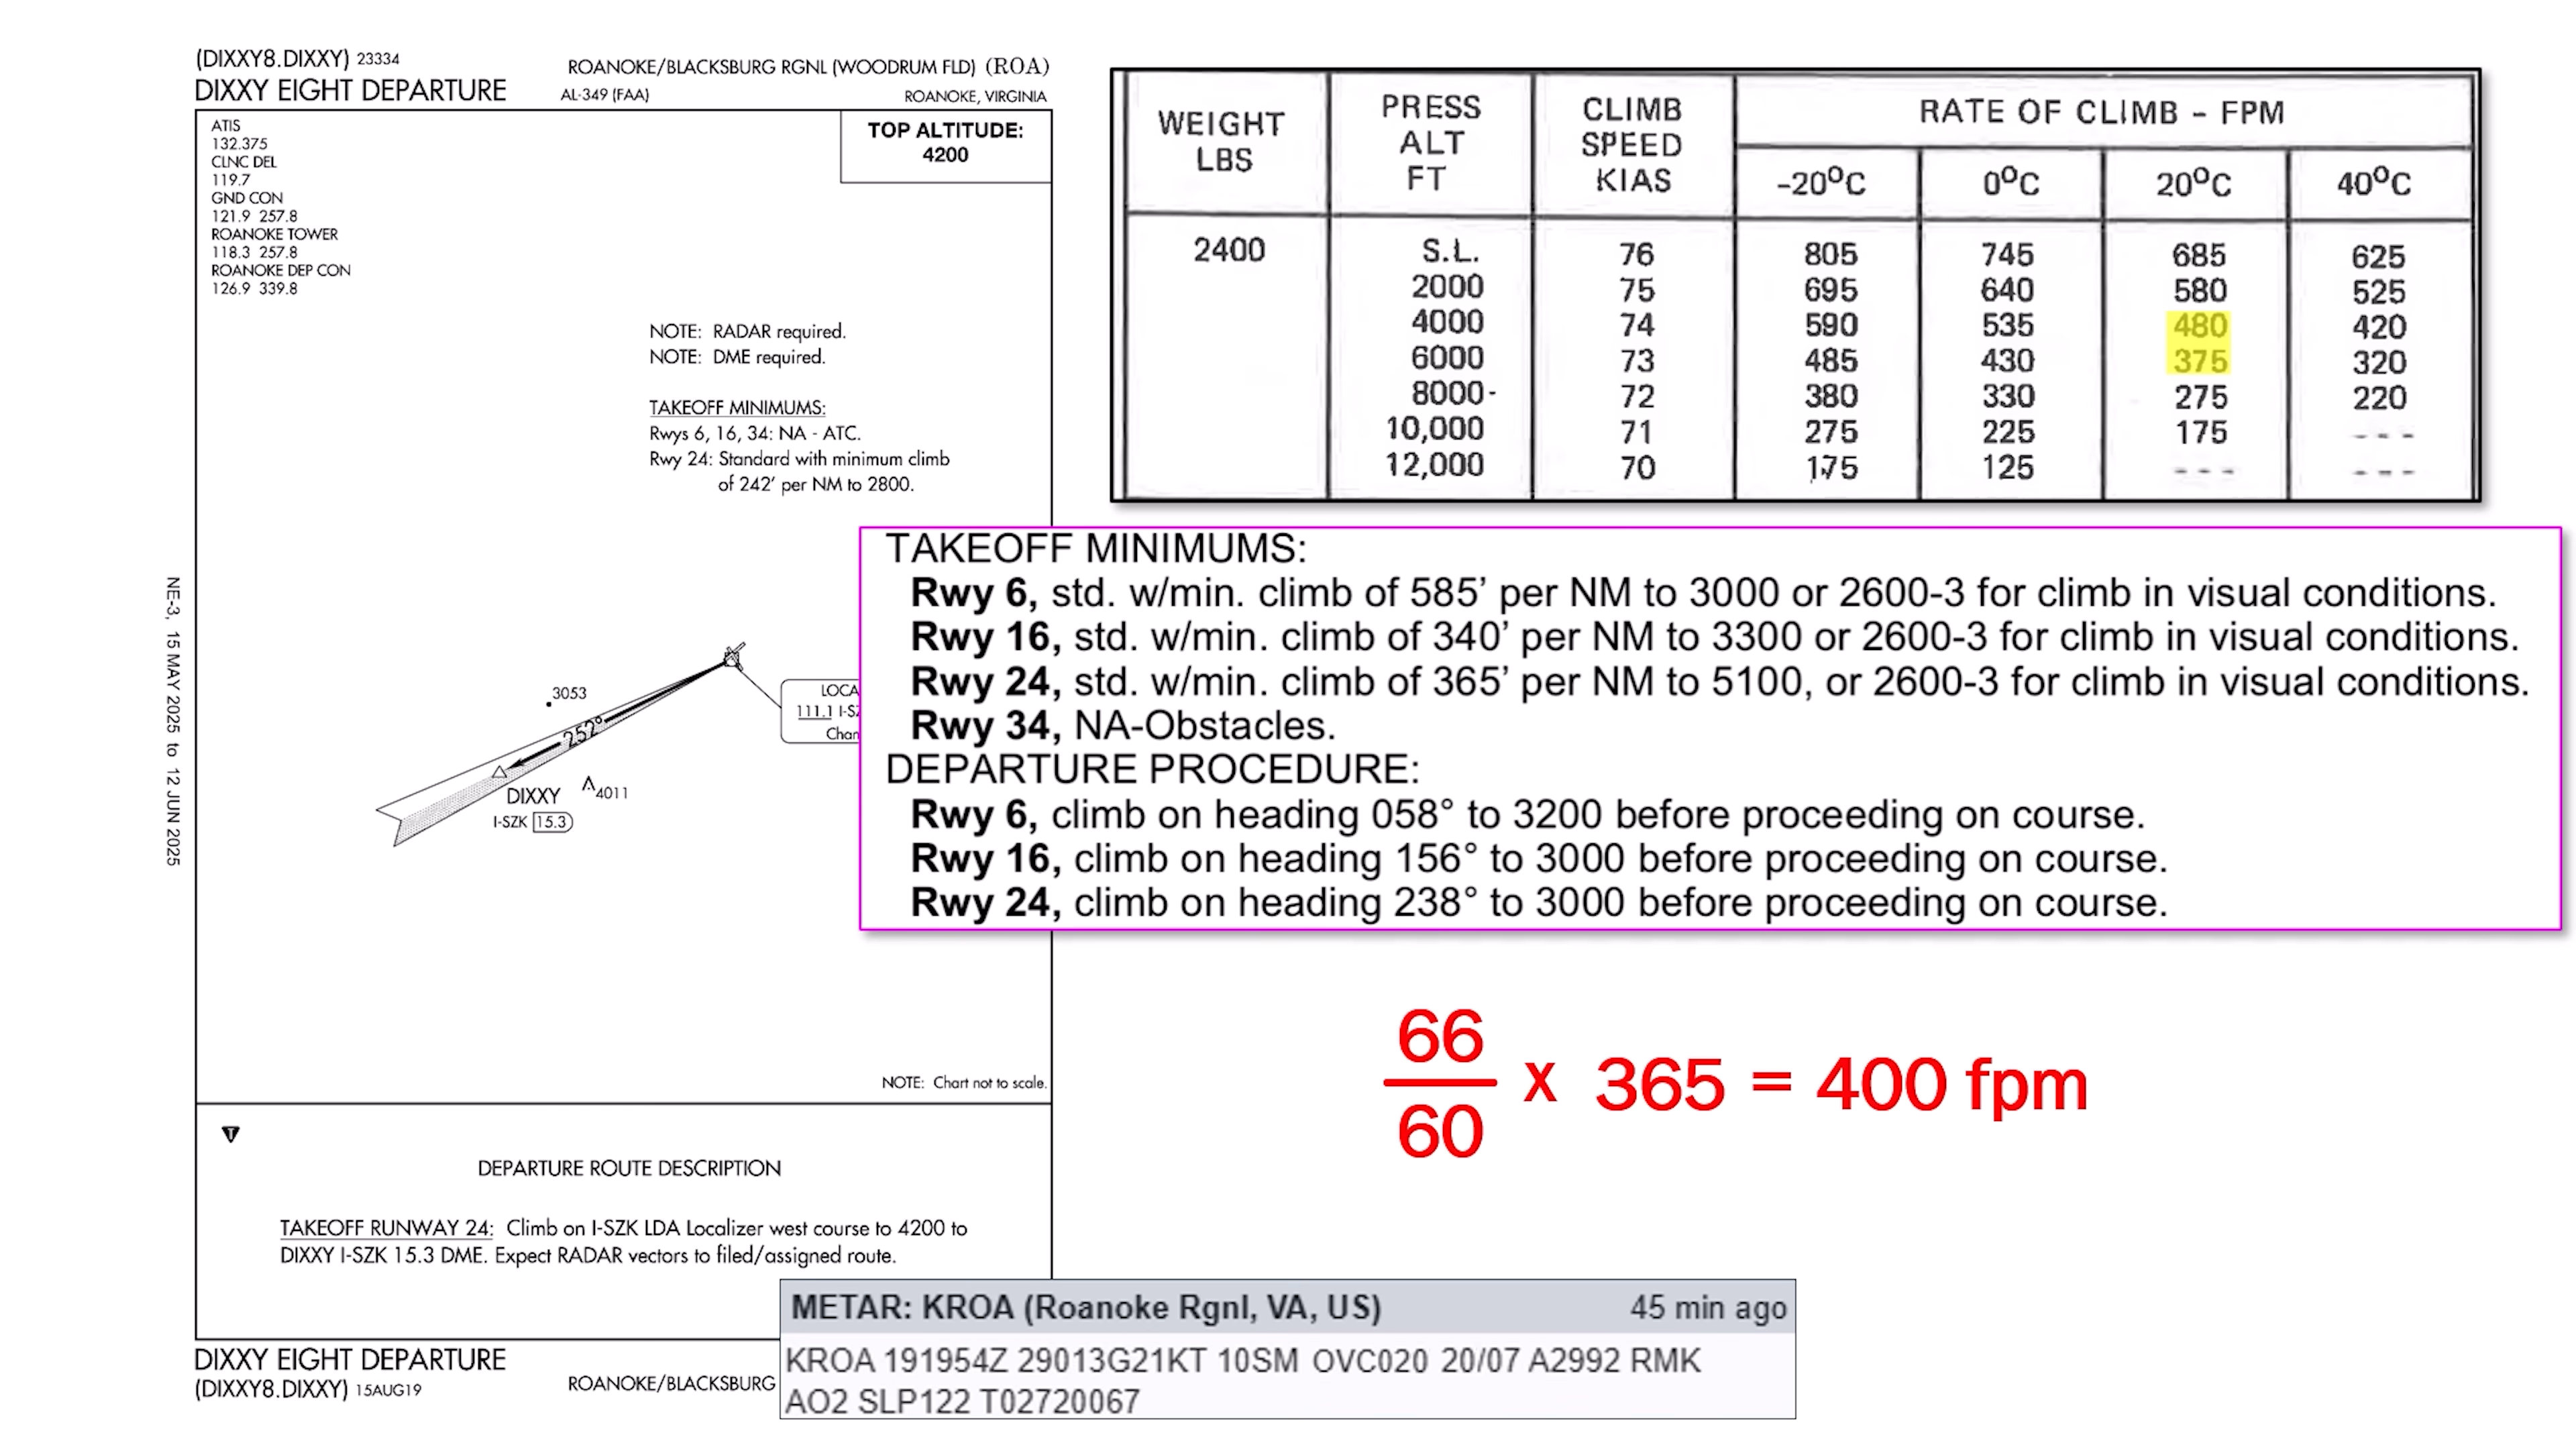 (DIXXY8.DIXXY) 23334
DIXXY EIGHT DEPARTURE
AL-349 (FAA)
ROANOKE/BLACKSBURG RGNL (WOODRUM FLD) (ROA)
ROANOKE, VIRGINIA
ATIS
132.375
CLNC DEL
119.7
GND CON
121.9 257.8
ROANOKE TOWER
118.3 257.8
ROANOKE DEP CON
126.9 339.8
TOP ALTITUDE:
4200
NOTE: RADAR required.
NOTE: DME required.
TAKEOFF MINIMUMS:
Rwys 6, 16, 34: NA - ATC.
Rwy 24: Standard with minimum climb
of 242' per NM to 2800.
NE-3, 15 MAY 2025 to 12 JUN 2025
3053
252°
DIXXY
I-SZK 15.3
4011
LOCA
111.1 I-SZ
Chan
NOTE: Chart not to scale.
T
DEPARTURE ROUTE DESCRIPTION
TAKEOFF RUNWAY 24: Climb on I-SZK LDA Localizer west course to 4200 to
DIXXY I-SZK 15.3 DME. Expect RADAR vectors to filed/assigned route.
DIXXY EIGHT DEPARTURE
(DIXXY8.DIXXY) 15AUG19
ROANOKE/BLACKSBURG
WEIGHT LBS PRESS ALT FT CLIMB SPEED KIAS RATE OF CLIMB - FPM
-20°C 0°C 20°C 40°C
2400 S.L. 76 805 745 685 625
2000 75 695 640 580 525
4000 74 590 535 480 420
6000 73 485 430 375 320
8000- 72 380 330 275 220
10,000 71 275 225 175 ---
12,000 70 175 125 --- ---
TAKEOFF MINIMUMS:
Rwy 6, std. w/min. climb of 585’ per NM to 3000 or 2600-3 for climb in visual conditions.
Rwy 16, std. w/min. climb of 340’ per NM to 3300 or 2600-3 for climb in visual conditions.
Rwy 24, std. w/min. climb of 365’ per NM to 5100, or 2600-3 for climb in visual conditions.
Rwy 34, NA-Obstacles.
DEPARTURE PROCEDURE:
Rwy 6, climb on heading 058° to 3200 before proceeding on course.
Rwy 16, climb on heading 156° to 3000 before proceeding on course.
Rwy 24, climb on heading 238° to 3000 before proceeding on course.
66
60
x 365 = 400 fpm
METAR: KROA (Roanoke Rgnl, VA, US) 45 min ago
KROA 191954Z 29013G21KT 10SM OVC020 20/07 A2992 RMK
AO2 SLP122 T02720067